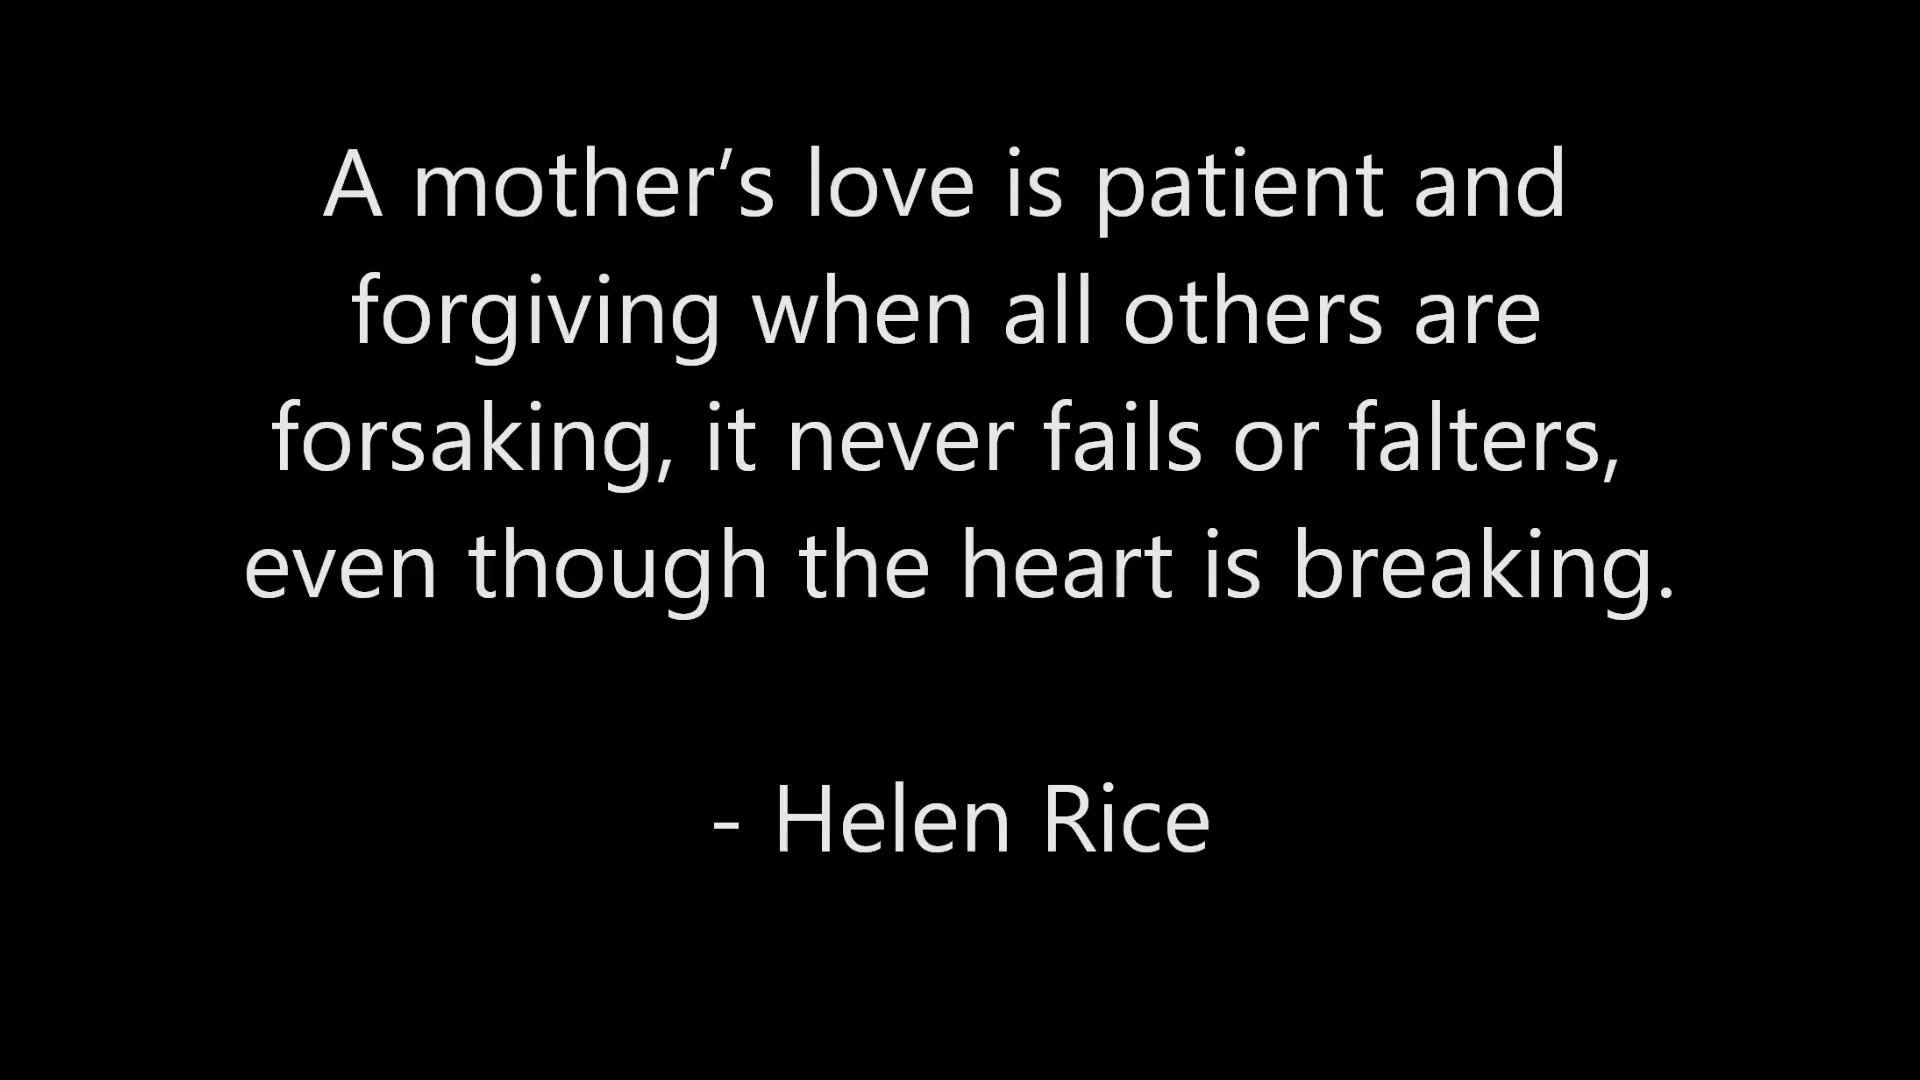 A mother’s love is patient and
forgiving when all others are
forsaking, it never fails or falters,
even though the heart is breaking.
- Helen Rice